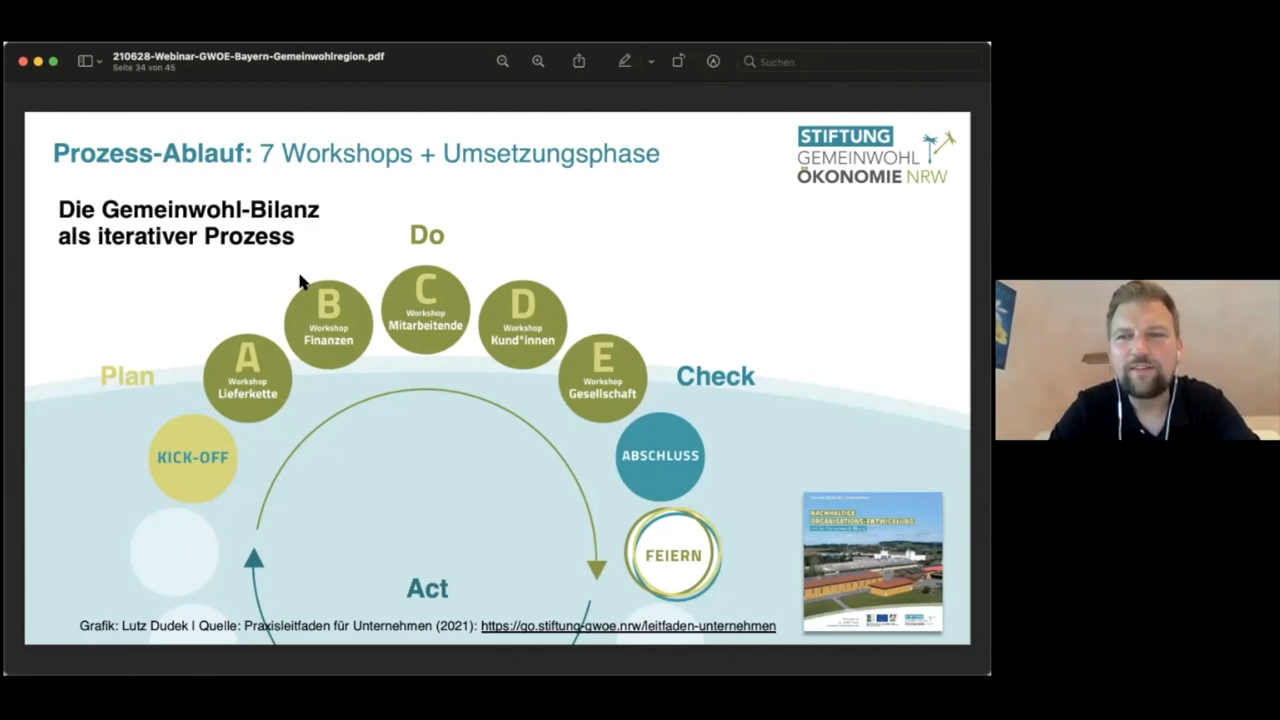 210628-Webinar-GWOE-Bayern-Gemeinwohlregion.pdf
Seite 34 von 45
Suchen
Prozess-Ablauf: 7 Workshops + Umsetzungsphase
STIFTUNG
GEMEINWOHL
ÖKONOMIE NRW
Die Gemeinwohl-Bilanz
als iterativer Prozess
Do
A
Workshop
Lieferkette
B
Workshop
Finanzen
C
Workshop
Mitarbeitende
D
Workshop
Kund*innen
E
Workshop
Gesellschaft
Plan
Check
KICK-OFF
ABSCHLUSS
FEIERN
Act
NACHHALTIGE
ORGANISATIONS-ENTWICKLUNG
Grafik: Lutz Dudek | Quelle: Praxisleitfaden für Unternehmen (2021): https://go.stiftung-gwoe.nrw/leitfaden-unternehmen